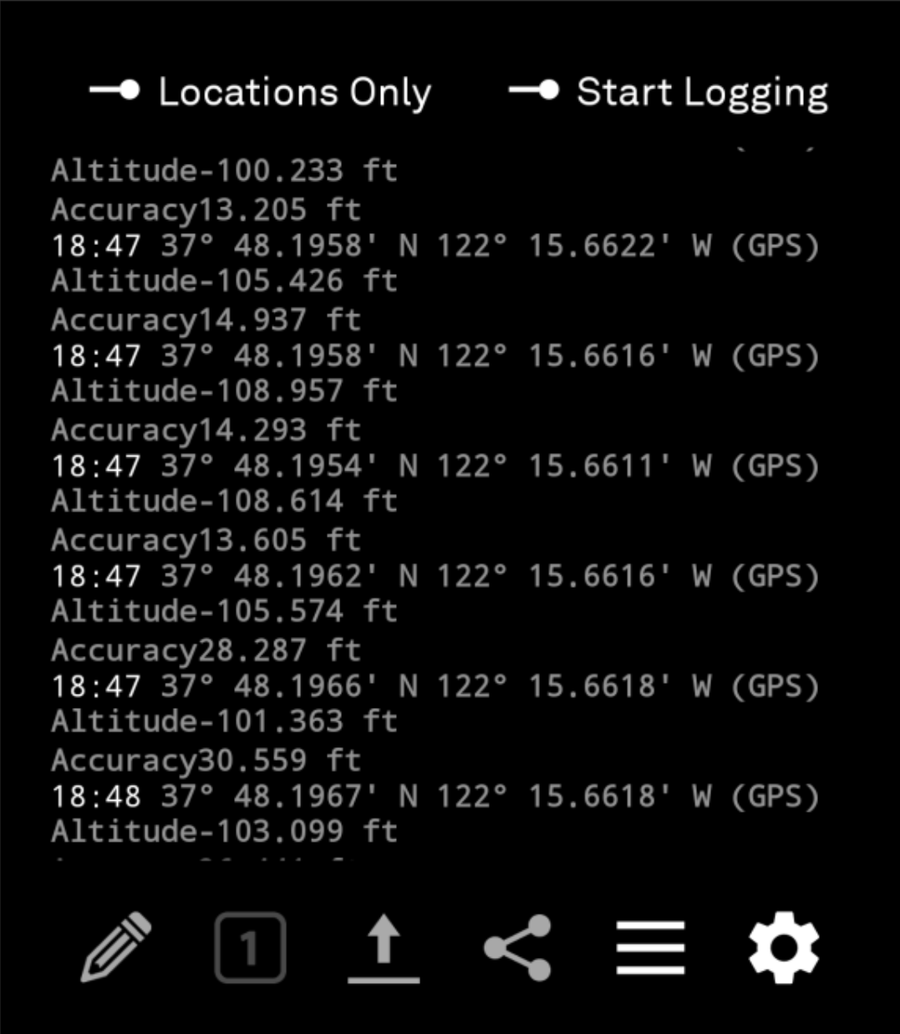 Locations Only
Start Logging
Altitude-100.233 ft
Accuracy13.205 ft
18:47 37° 48.1958' N 122° 15.6622' W (GPS)
Altitude-105.426 ft
Accuracy14.937 ft
18:47 37° 48.1958' N 122° 15.6616' W (GPS)
Altitude-108.957 ft
Accuracy14.293 ft
18:47 37° 48.1954' N 122° 15.6611' W (GPS)
Altitude-108.614 ft
Accuracy13.605 ft
18:47 37° 48.1962' N 122° 15.6616' W (GPS)
Altitude-105.574 ft
Accuracy28.287 ft
18:47 37° 48.1966' N 122° 15.6618' W (GPS)
Altitude-101.363 ft
Accuracy30.559 ft
18:48 37° 48.1967' N 122° 15.6618' W (GPS)
Altitude-103.099 ft
1